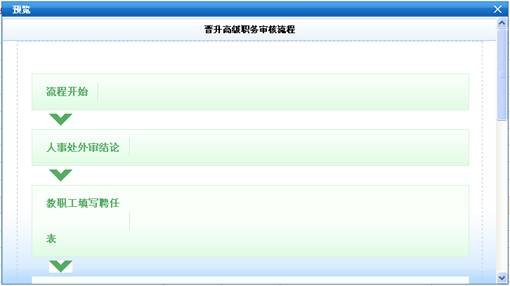 预览
晋升高级职务审核流程
流程开始
人事处外审结论
教职工填写聘任
表